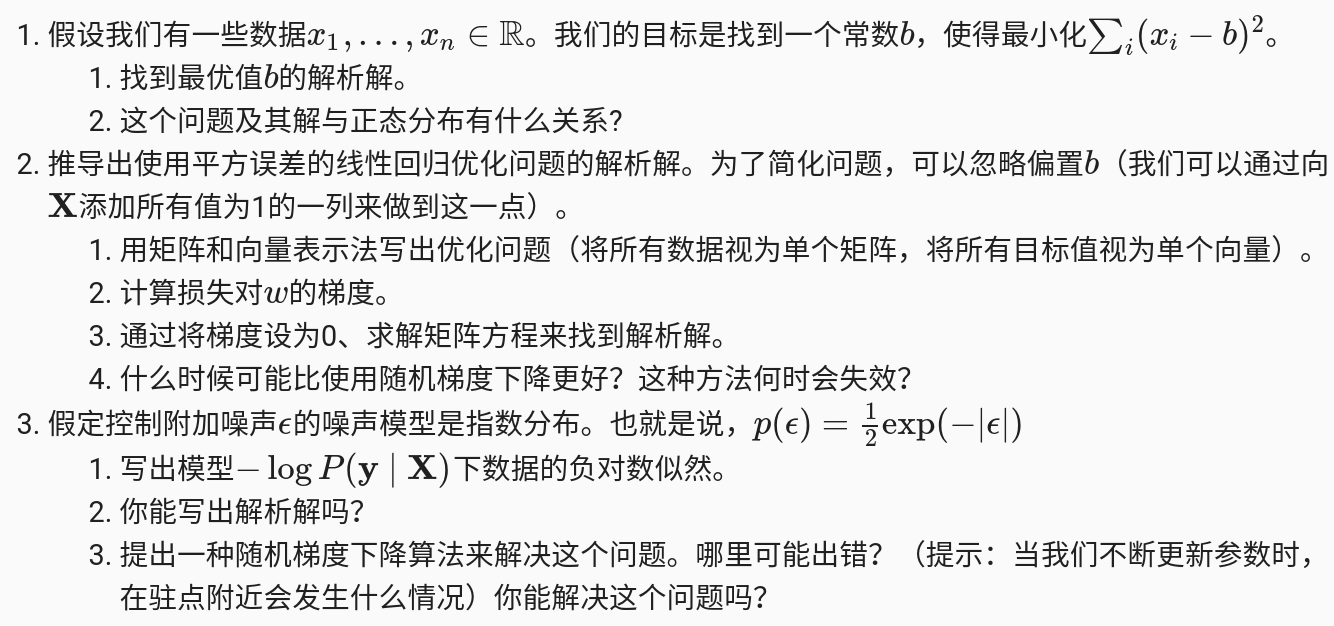 1. 假设我们有一些数据$x_1, \ldots, x_n \in \mathbb{R}$。我们的目标是找到一个常数$b$，使得最小化$\sum_i (x_i - b)^2$。
1. 找到最优值$b$的解析解。
2. 这个问题及其解与正态分布有什么关系?
2. 推导出使用平方误差的线性回归优化问题的解析解。为了简化问题，可以忽略偏置$b$（我们可以通过向
$\mathbf{X}$添加所有值为1的一列来做到这一点）。
1. 用矩阵和向量表示法写出优化问题（将所有数据视为单个矩阵，将所有目标值视为单个向量）。
2. 计算损失对$w$的梯度。
3. 通过将梯度设为0、求解矩阵方程来找到解析解。
4. 什么时候可能比使用随机梯度下降更好？这种方法何时会失效？
3. 假定控制附加噪声$\epsilon$的噪声模型是指数分布。也就是说，$p(\epsilon) = \frac{1}{2} \exp(-|\epsilon|)$
1. 写出模型$-\log P(\mathbf{y} \mid \mathbf{X})$下数据的负对数似然。
2. 你能写出解析解吗？
3. 提出一种随机梯度下降算法来解决这个问题。哪里可能出错？（提示：当我们不断更新参数时，
在驻点附近会发生什么情况）你能解决这个问题吗？